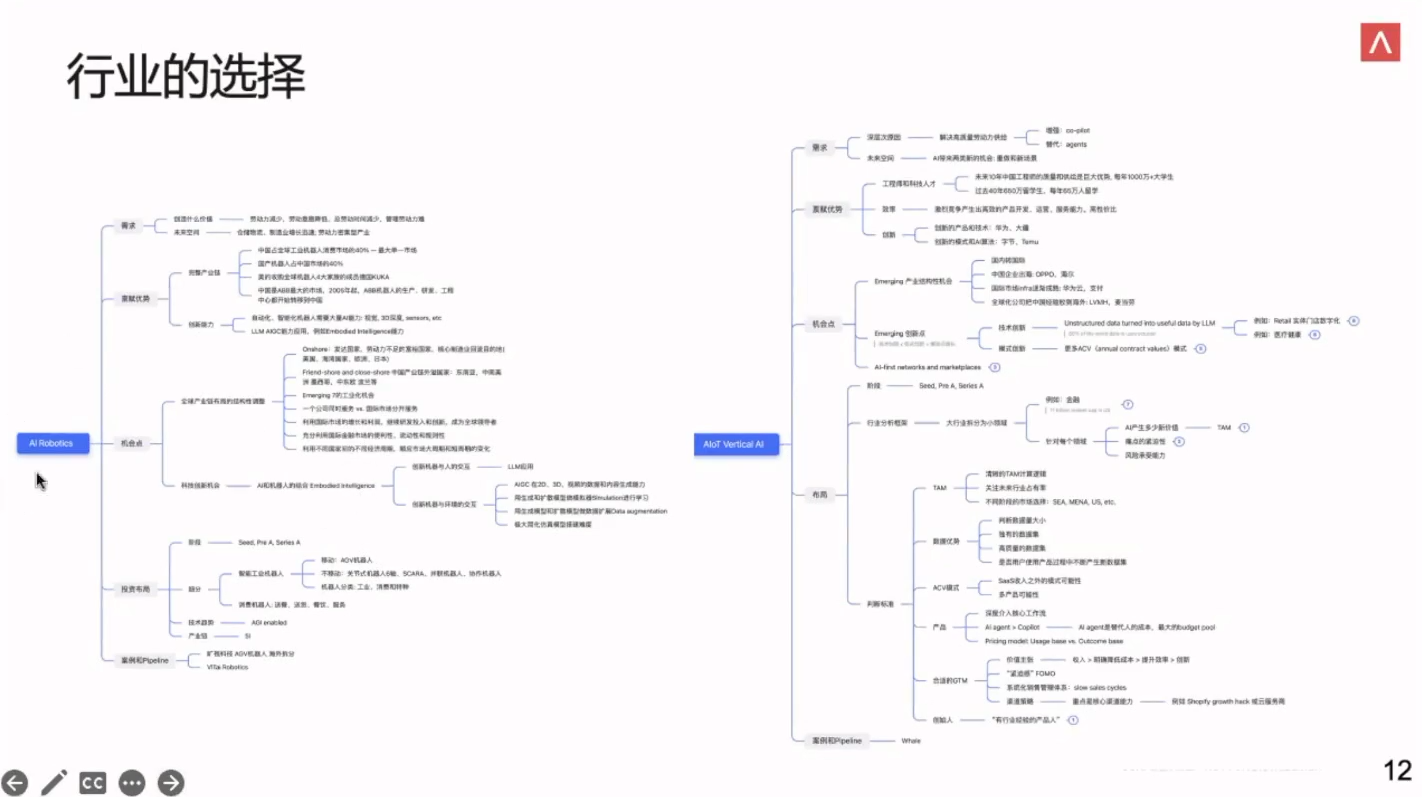 行业的选择
AI Robotics
需求
创造什么价值
劳动力减少、劳动意愿降低、总劳动时间减少、管理劳动力难
未来空间
仓储物流、制造业增长迅速; 劳动力密集型产业
禀赋优势
完整产业链
中国占全球工业机器人消费市场的40% — 最大单一市场
国产机器人占中国市场的40%
美的收购全球机器人4大家族的成员德国KUKA
中国是ABB最大的市场，2005年起，ABB机器人的生产、研发、工程
中心都开始转移到中国
创新能力
自动化、智能化机器人需要大量AI能力: 视觉, 3D深度, sensors, etc
LLM AIGC能力应用，例如Embodied Intelligence能力
机会点
全球产业链布局的结构性调整
Onshore：发达国家、劳动力不足的富裕国家、核心制造业回流目的地(
美国、海湾国家、欧洲、日本)
Friend-shore and close-shore 中国产业链外溢国家：东南亚，中南美
洲 墨西哥，中东欧 波兰等
Emerging 7的工业化机会
一个公司同时服务 vs. 国际市场分开服务
利用国际市场的增长和利润，继续研发投入和创新，成为全球领导者
充分利用国际金融市场的便利性，流动性和规则性
利用不同国家间的不同经济周期，顺应市场大周期和短周期的变化
科技创新机会
AI和机器人的结合 Embodied Intelligence
创新机器与人的交互
LLM应用
创新机器与环境的交互
AIGC 在2D、3D、视频的数据和内容生成能力
用生成和扩散模型做模拟器Simulation进行学习
用生成模型和扩散模型做数据扩展Data augmentation
极大简化仿真模型搭建难度
投资布局
阶段
Seed, Pre A, Series A
细分
智能工业机器人
移动：AGV机器人
不移动：关节式机器人6轴、SCARA、并联机器人、协作机器人
机器人分类: 工业、消费和特种
消费机器人: 送餐、送货、餐饮、服务
技术趋势
AGI enabled
产业链
SI
案例和Pipeline
旷视科技 AGV机器人 海外拆分
ViTai Robotics
AIoT Vertical AI
需求
深层次原因
解决高质量劳动力供给
增强：co-pilot
替代：agents
未来空间
AI带来两类新的机会: 重做和新场景
禀赋优势
工程师和科技人才
未来10年中国工程师的质量和供给是巨大优势, 每年1000万+大学生
过去40年650万留学生，每年65万人留学
效率
激烈竞争产生出高效的产品开发、运营、服务能力。高性价比
创新
创新的产品和技术：华为、大疆
创新的模式和AI算法：字节、Temu
机会点
Emerging 产业结构性机会
国内转国际
中国企业出海: OPPO、海尔
国际市场infra逐渐成熟: 华为云，支付
全球化公司把中国经验放到海外: LVMH，麦当劳
Emerging 创新点
技术创新
Unstructured data turned into useful data by LLM
例如：Retail 实体门店数字化
例如：医疗健康
模式创新
更多ACV（annual contract values）模式
AI-first networks and marketplaces
布局
阶段
Seed, Pre A, Series A
行业分析框架
大行业拆分为小领域
例如：金融
针对每个领域
AI产生多少新价值
TAM
痛点的紧迫性
风险承受能力
判断标准
TAM
清晰的TAM计算逻辑
关注未来行业占有率
不同阶段的市场选择：SEA, MENA, US, etc.
数据优势
判断数据量大小
独有的数据集
高质量的数据集
是否用户使用产品过程中不断产生新数据集
ACV模式
SaaS收入之外的模式可能性
多产品可能性
产品
深度介入核心工作流
Ai agent > Copilot
AI agent是替代人的成本，最大的budget pool
Pricing model: Usage base vs. Outcome base
合适的GTM
价值主张
收入 > 明确降低成本 > 提升效率 > 创新
“紧迫感” FOMO
系统化销售管理体系：slow sales cycles
渠道策略
重点是核心渠道能力
例如 Shopify growth hack 或云服务商
创始人
“有行业经验的产品人”
案例和Pipeline
Whale
12